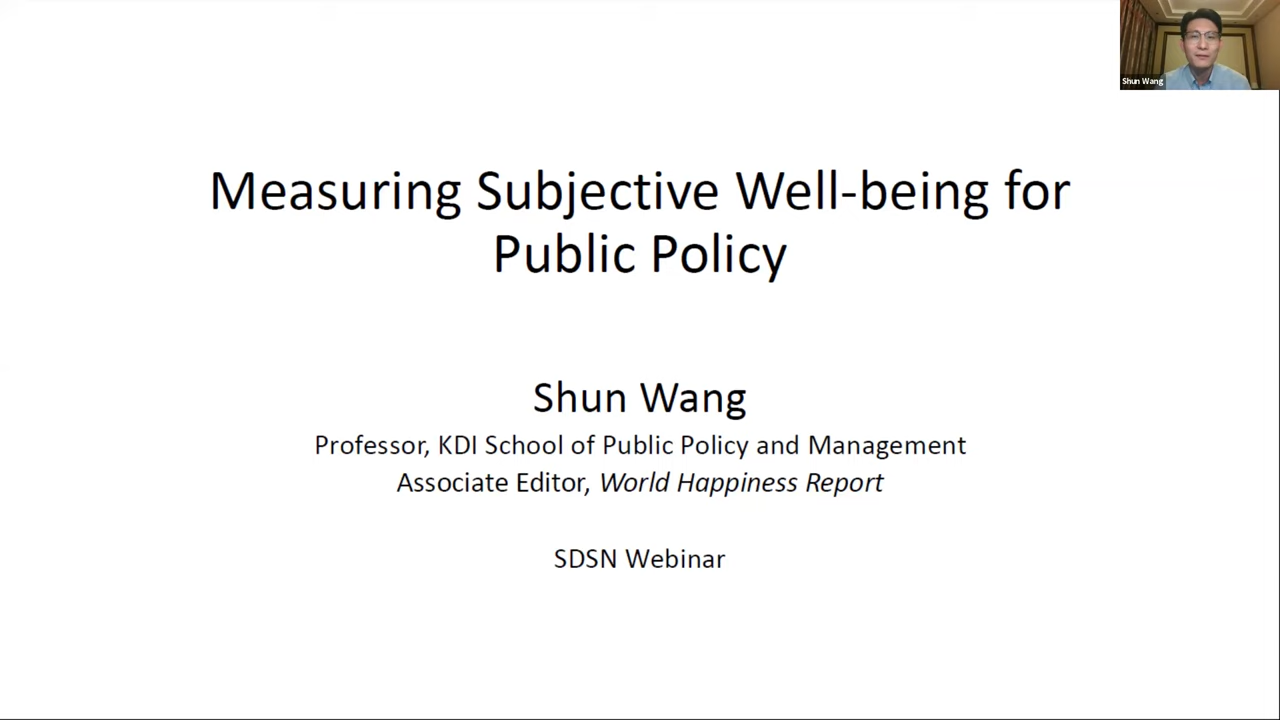 Shun Wang
Measuring Subjective Well-being for
Public Policy
Shun Wang
Professor, KDI School of Public Policy and Management
Associate Editor, World Happiness Report
SDSN Webinar